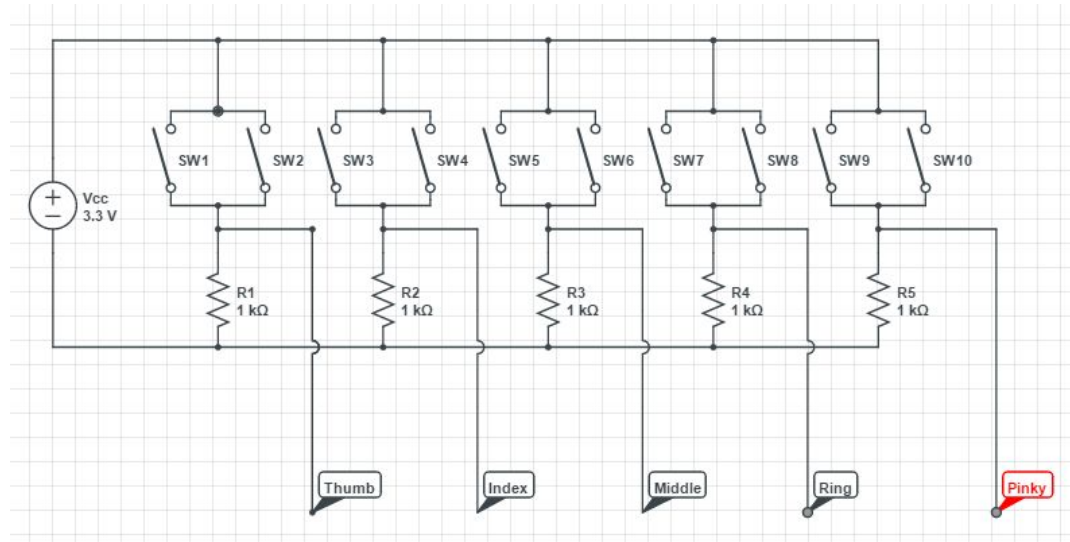 SW1
SW2
SW3
SW4
SW5
SW6
SW7
SW8
SW9
SW10
Vcc
3.3 V
R1
1 kΩ
R2
1 kΩ
R3
1 kΩ
R4
1 kΩ
R5
1 kΩ
Thumb
Index
Middle
Ring
Pinky